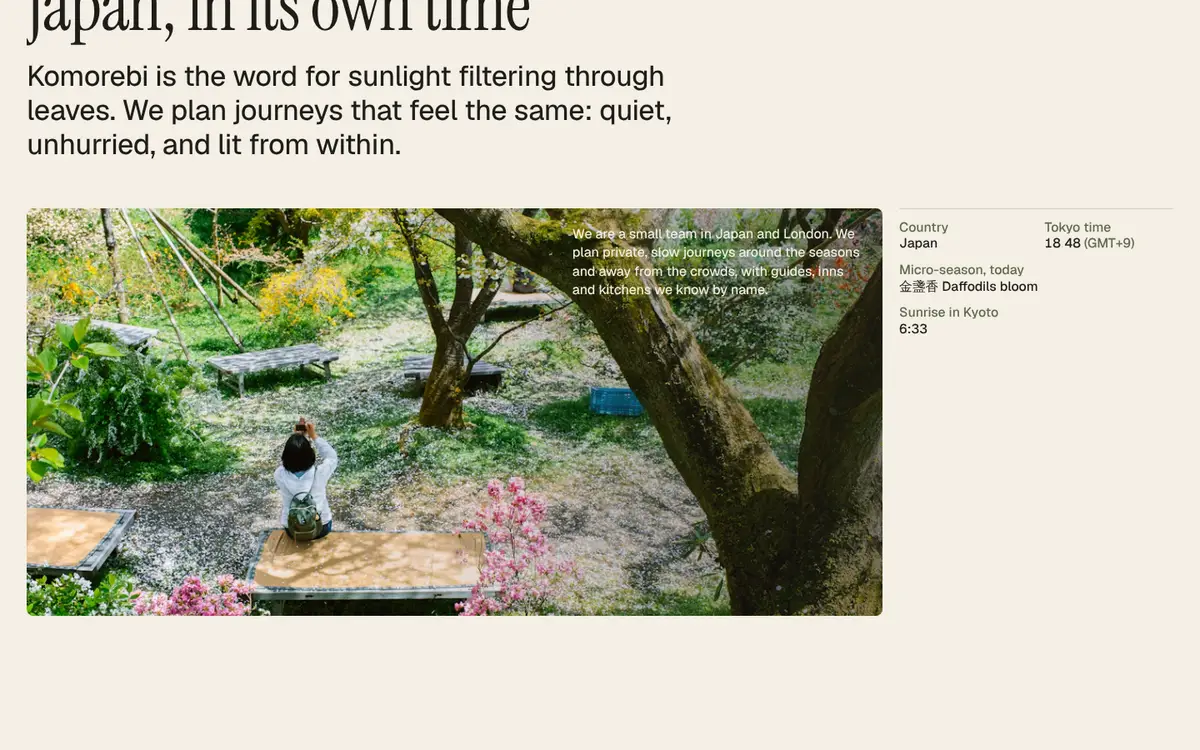 Japan, in its own time
Komorebi is the word for sunlight filtering through
leaves. We plan journeys that feel the same: quiet,
unhurried, and lit from within.
We are a small team in Japan and London. We
plan private, slow journeys around the seasons
and away from the crowds, with guides, inns
and kitchens we know by name.
Country
Japan
Tokyo time
18 48 (GMT+9)
Micro-season, today
金盞香 Daffodils bloom
Sunrise in Kyoto
6:33